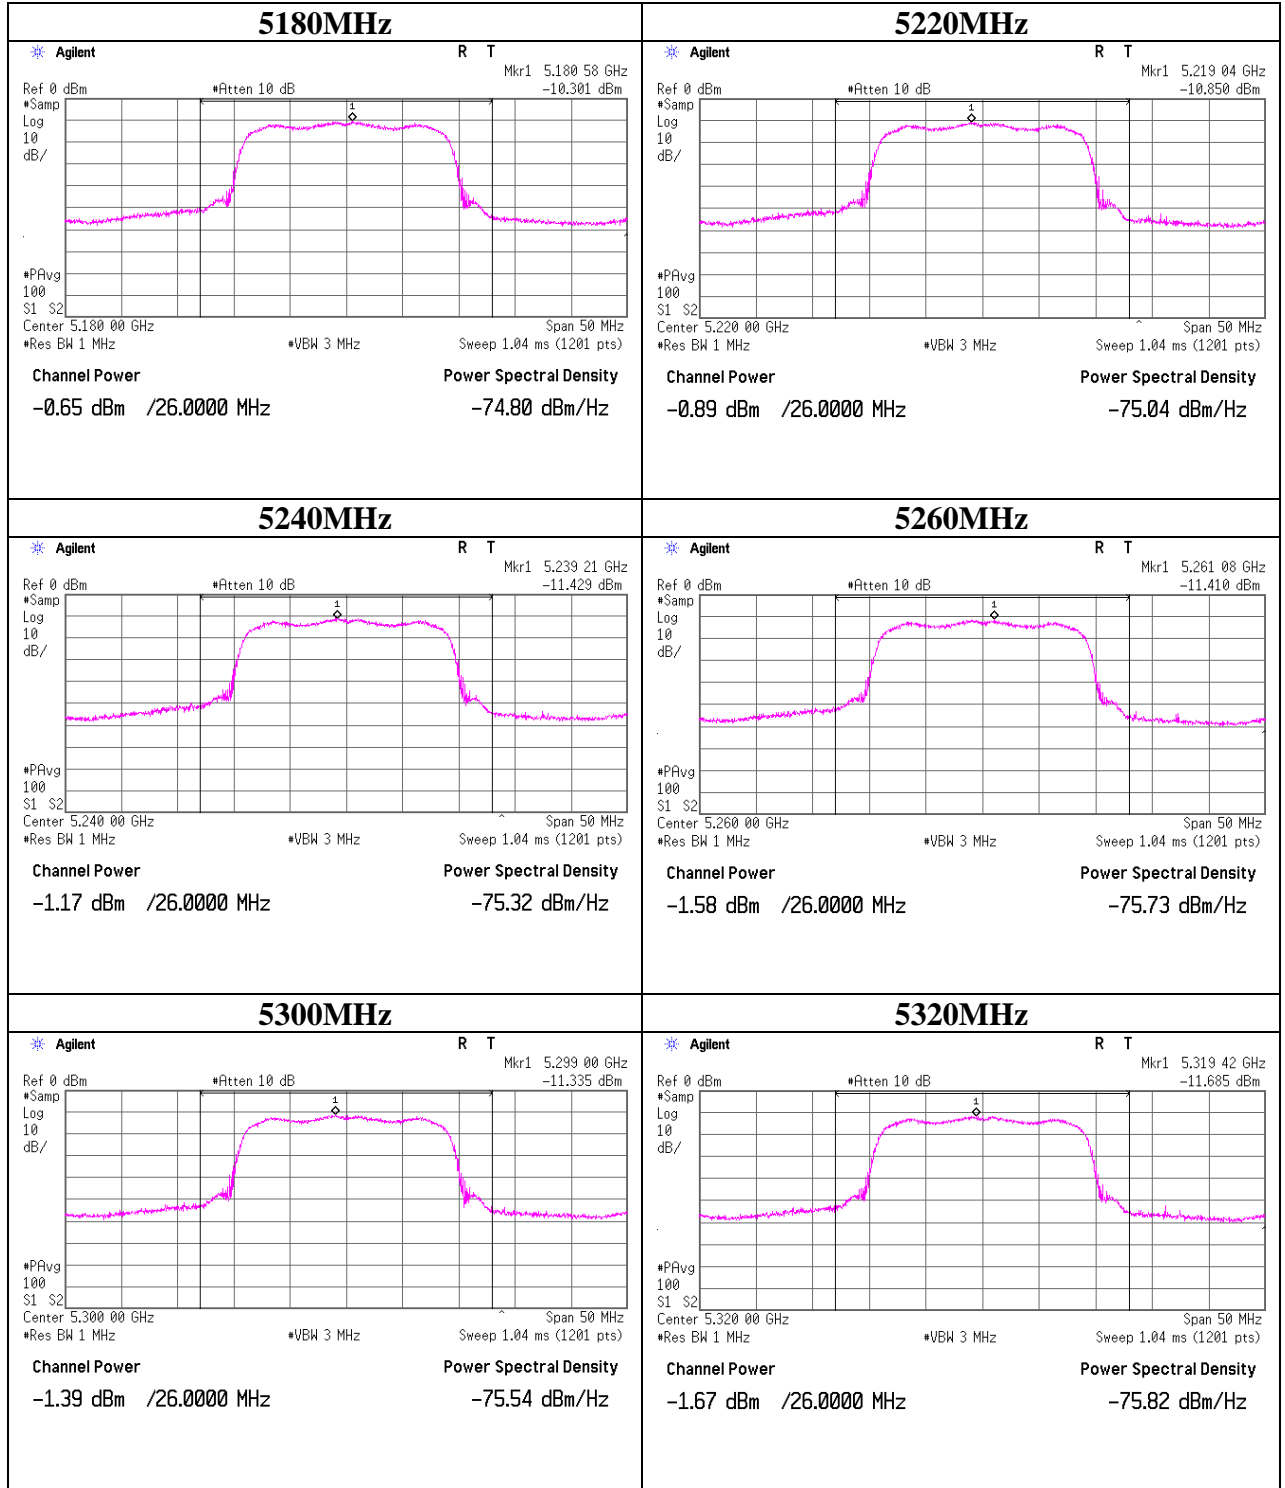 5180MHz
Agilent R T
Mkr1 5.180 58 GHz
Ref 0 dBm #Atten 10 dB -10.301 dBm
#Samp
Log
10
dB/
1
#PAvg
100
S1 S2
Center 5.180 00 GHz Span 50 MHz
#Res BW 1 MHz #VBW 3 MHz Sweep 1.04 ms (1201 pts)
Channel Power Power Spectral Density
-0.65 dBm /26.0000 MHz -74.80 dBm/Hz
5220MHz
Agilent R T
Mkr1 5.219 04 GHz
Ref 0 dBm #Atten 10 dB -10.850 dBm
#Samp
Log
10
dB/
1
#PAvg
100
S1 S2
Center 5.220 00 GHz Span 50 MHz
#Res BW 1 MHz #VBW 3 MHz Sweep 1.04 ms (1201 pts)
Channel Power Power Spectral Density
-0.89 dBm /26.0000 MHz -75.04 dBm/Hz
5240MHz
Agilent R T
Mkr1 5.239 21 GHz
Ref 0 dBm #Atten 10 dB -11.429 dBm
#Samp
Log
10
dB/
1
#PAvg
100
S1 S2
Center 5.240 00 GHz Span 50 MHz
#Res BW 1 MHz #VBW 3 MHz Sweep 1.04 ms (1201 pts)
Channel Power Power Spectral Density
-1.17 dBm /26.0000 MHz -75.32 dBm/Hz
5260MHz
Agilent R T
Mkr1 5.261 08 GHz
Ref 0 dBm #Atten 10 dB -11.410 dBm
#Samp
Log
10
dB/
1
#PAvg
100
S1 S2
Center 5.260 00 GHz Span 50 MHz
#Res BW 1 MHz #VBW 3 MHz Sweep 1.04 ms (1201 pts)
Channel Power Power Spectral Density
-1.58 dBm /26.0000 MHz -75.73 dBm/Hz
5300MHz
Agilent R T
Mkr1 5.299 00 GHz
Ref 0 dBm #Atten 10 dB -11.335 dBm
#Samp
Log
10
dB/
1
#PAvg
100
S1 S2
Center 5.300 00 GHz Span 50 MHz
#Res BW 1 MHz #VBW 3 MHz Sweep 1.04 ms (1201 pts)
Channel Power Power Spectral Density
-1.39 dBm /26.0000 MHz -75.54 dBm/Hz
5320MHz
Agilent R T
Mkr1 5.319 42 GHz
Ref 0 dBm #Atten 10 dB -11.685 dBm
#Samp
Log
10
dB/
1
#PAvg
100
S1 S2
Center 5.320 00 GHz Span 50 MHz
#Res BW 1 MHz #VBW 3 MHz Sweep 1.04 ms (1201 pts)
Channel Power Power Spectral Density
-1.67 dBm /26.0000 MHz -75.82 dBm/Hz